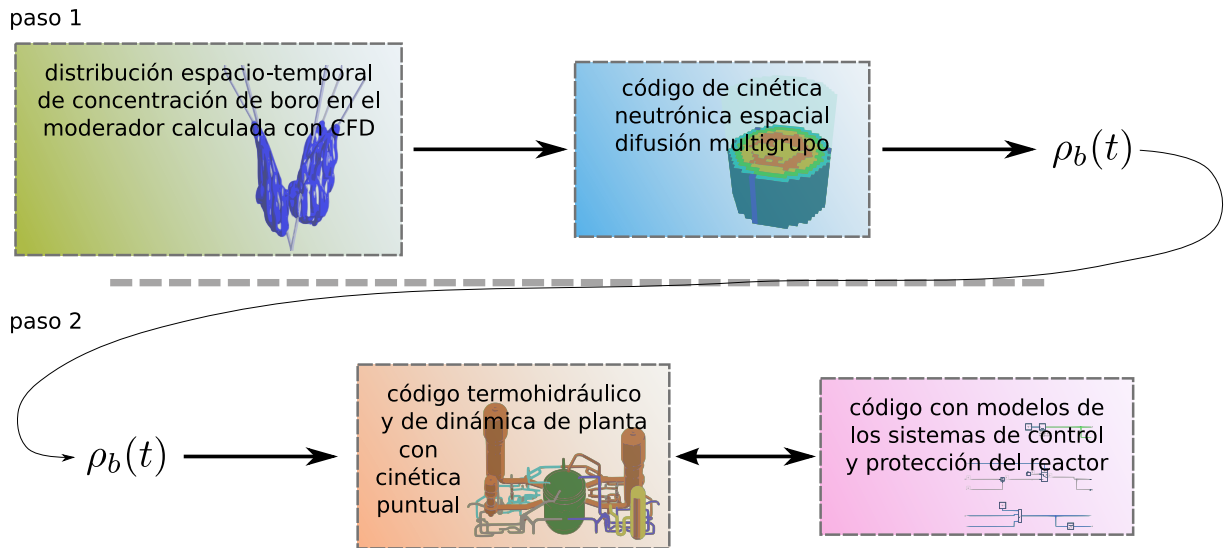 paso 1
distribución espacio-temporal
de concentración de boro en el
moderador calculada con CFD
código de cinética
neutrónica espacial
difusión multigrupo
ρb(t)
paso 2
ρb(t)
código termohidráulico
y de dinámica de planta
con
cinética
puntual
código con modelos de
los sistemas de control
y protección del reactor